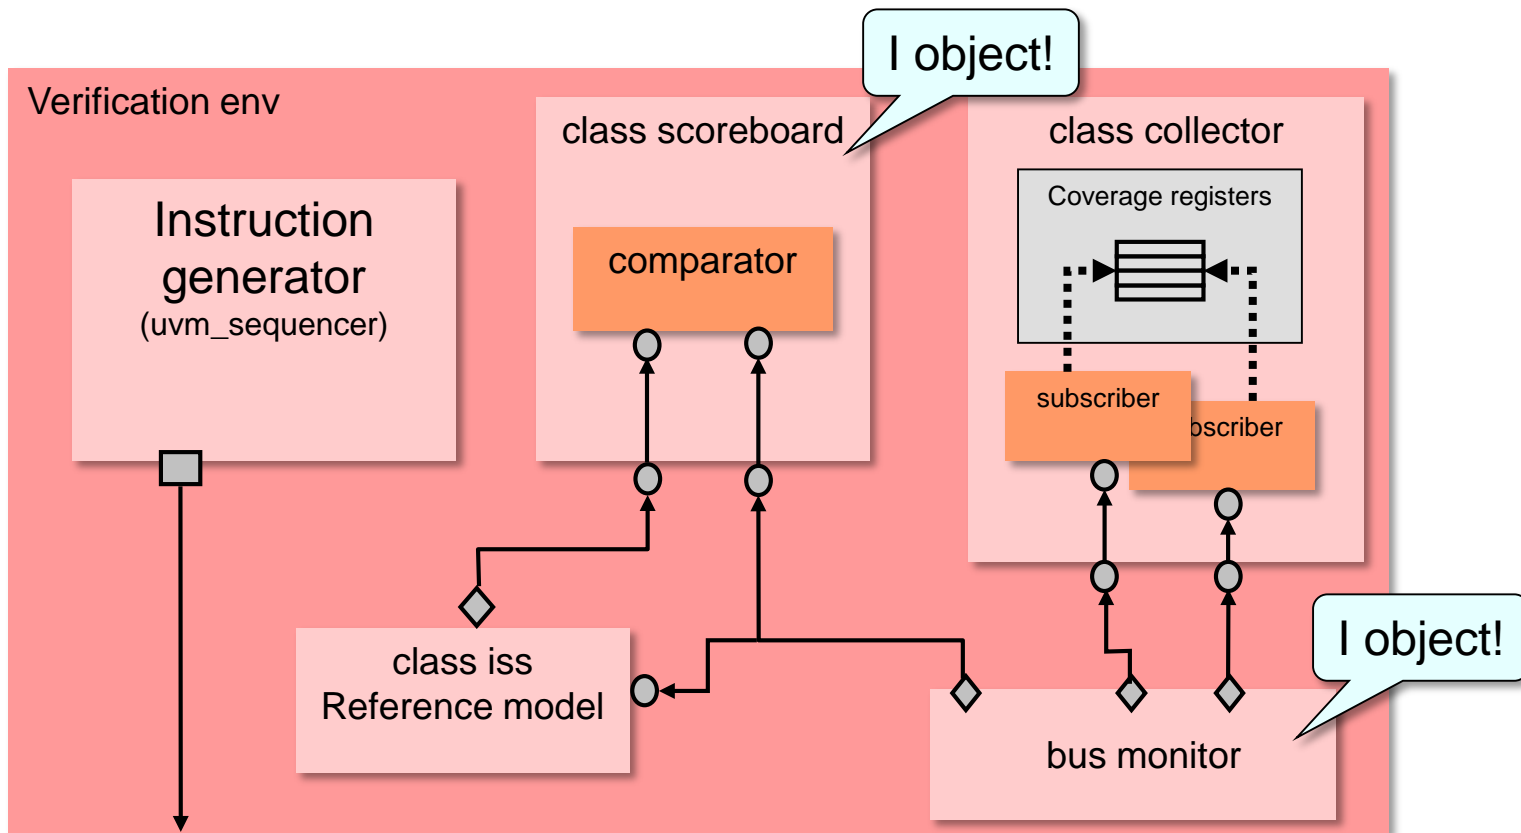 I object!
Verification env
class scoreboard
class collector
Instruction
generator
(uvm_sequencer)
Coverage registers
comparator
subscriber
bscriber
class iss
Reference model
I object!
bus monitor